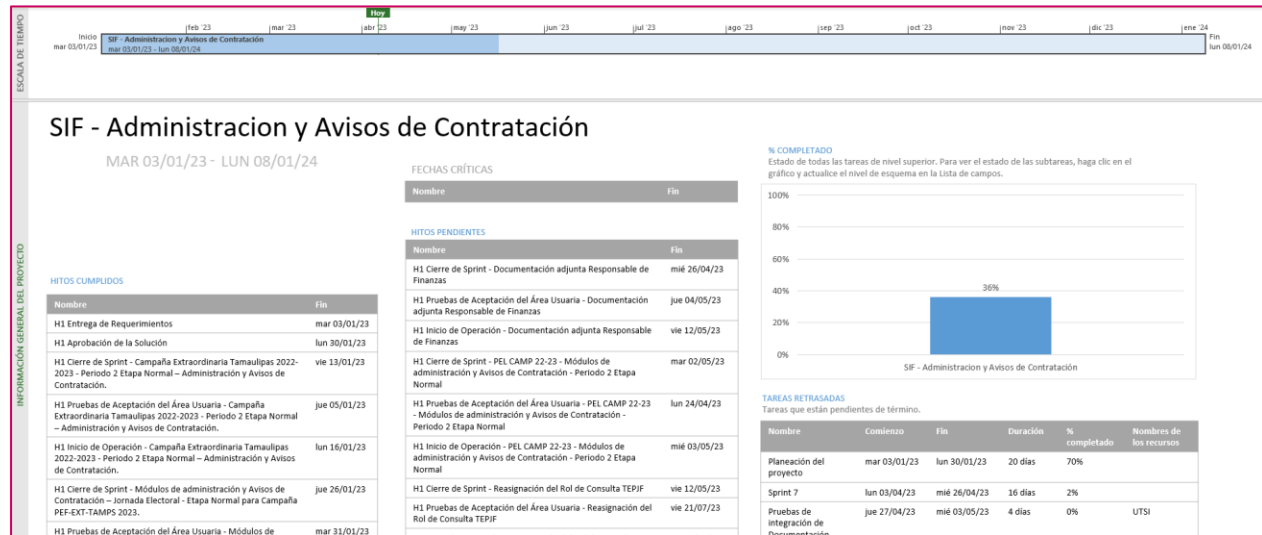 ESCALA DE TIEMPO
Hoy
feb '23 mar '23 abr '23 may '23 jun '23 jul '23 ago '23 sep '23 oct '23 nov '23 dic '23 ene '24
Inicio
mar 03/01/23
SIF - Administracion y Avisos de Contratación
mar 03/01/23 - lun 08/01/24
Fin
lun 08/01/24
INFORMACIÓN GENERAL DEL PROYECTO
SIF - Administracion y Avisos de Contratación
MAR 03/01/23 - LUN 08/01/24
HITOS CUMPLIDOS
Nombre Fin
H1 Entrega de Requerimientos mar 03/01/23
H1 Aprobación de la Solución lun 30/01/23
H1 Cierre de Sprint - Campaña Extraordinaria Tamaulipas 2022- vie 13/01/23
2023 - Periodo 2 Etapa Normal – Administración y Avisos de
Contratación.
H1 Pruebas de Aceptación del Área Usuaria - Campaña jue 05/01/23
Extraordinaria Tamaulipas 2022-2023 - Periodo 2 Etapa Normal
– Administración y Avisos de Contratación.
H1 Inicio de Operación - Campaña Extraordinaria Tamaulipas lun 16/01/23
2022-2023 - Periodo 2 Etapa Normal – Administración y Avisos
de Contratación.
H1 Cierre de Sprint - Módulos de administración y Avisos de jue 26/01/23
Contratación – Jornada Electoral - Etapa Normal para Campaña
PEF-EXT-TAMPS 2023.
H1 Pruebas de Aceptación del Área Usuaria - Módulos de mar 31/01/23
FECHAS CRÍTICAS
Nombre Fin
HITOS PENDIENTES
Nombre Fin
H1 Cierre de Sprint - Documentación adjunta Responsable de mié 26/04/23
Finanzas
H1 Pruebas de Aceptación del Área Usuaria - Documentación jue 04/05/23
adjunta Responsable de Finanzas
H1 Inicio de Operación - Documentación adjunta Responsable vie 12/05/23
de Finanzas
H1 Cierre de Sprint - PEL CAMP 22-23 - Módulos de mar 02/05/23
administración y Avisos de Contratación - Periodo 2 Etapa
Normal
H1 Pruebas de Aceptación del Área Usuaria - PEL CAMP 22-23 lun 24/04/23
- Módulos de administración y Avisos de Contratación -
Periodo 2 Etapa Normal
H1 Inicio de Operación - PEL CAMP 22-23 - Módulos de mié 03/05/23
administración y Avisos de Contratación - Periodo 2 Etapa
Normal
H1 Cierre de Sprint - Reasignación del Rol de Consulta TEPJF vie 12/05/23
H1 Pruebas de Aceptación del Área Usuaria - Reasignación del vie 21/07/23
Rol de Consulta TEPJF
% COMPLETADO
Estado de todas las tareas de nivel superior. Para ver el estado de las subtareas, haga clic en el
gráfico y actualice el nivel de esquema en la Lista de campos.
100%
80%
60%
40%
20%
0%
36%
SIF - Administracion y Avisos de Contratación
TAREAS RETRASADAS
Tareas que están pendientes de término.
Nombre Comienzo Fin Duración % completado Nombres de los recursos
Planeación del mar 03/01/23 lun 30/01/23 20 días 70%
proyecto
Sprint 7 lun 03/04/23 mié 26/04/23 16 días 2%
Pruebas de jue 27/04/23 mié 03/05/23 4 días 0% UTSI
integración de
Documentación